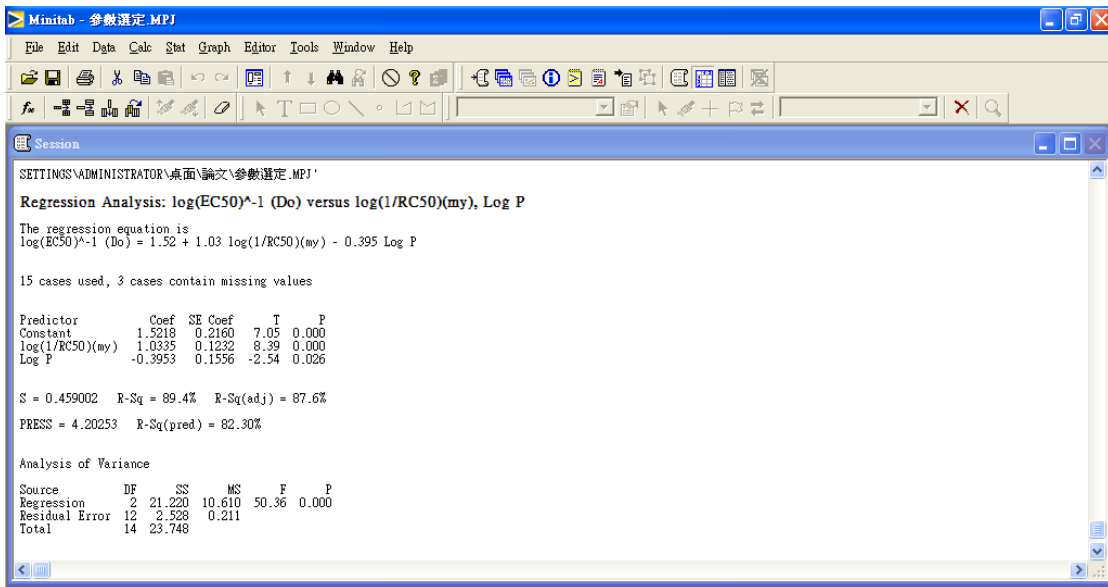 Minitab - 參數選定.MPJ
File Edit Data Calc Stat Graph Editor Tools Window Help
Session
SETTINGS\ADMINISTRATOR\桌面\論文\參數選定.MPJ'
Regression Analysis: log(EC50)^-1 (Do) versus log(1/RC50)(my), Log P
The regression equation is
log(EC50)^-1 (Do) = 1.52 + 1.03 log(1/RC50)(my) - 0.395 Log P
15 cases used, 3 cases contain missing values
Predictor Coef SE Coef T P
Constant 1.5218 0.2160 7.05 0.000
log(1/RC50)(my) 1.0335 0.1232 8.39 0.000
Log P -0.3953 0.1556 -2.54 0.026
S = 0.459002 R-Sq = 89.4% R-Sq(adj) = 87.6%
PRESS = 4.20253 R-Sq(pred) = 82.30%
Analysis of Variance
Source DF SS MS F P
Regression 2 21.220 10.610 50.36 0.000
Residual Error 12 2.528 0.211
Total 14 23.748